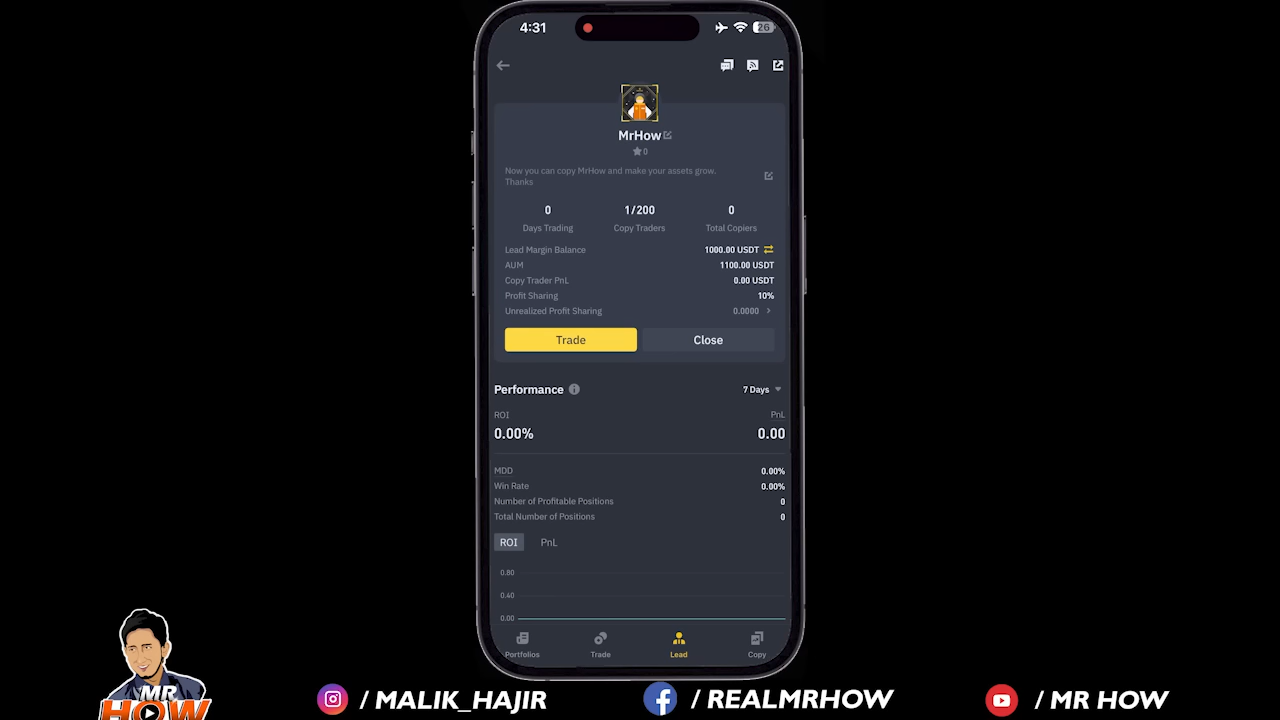 4:31
26
MrHow
0
Now you can copy MrHow and make your assets grow.
Thanks
0 1/200 0
Days Trading Copy Traders Total Copiers
Lead Margin Balance 1000.00 USDT
AUM 1100.00 USDT
Copy Trader PnL 0.00 USDT
Profit Sharing 10%
Unrealized Profit Sharing 0.0000
Trade Close
Performance 7 Days
ROI PnL
0.00% 0.00
MDD 0.00%
Win Rate 0.00%
Number of Profitable Positions 0
Total Number of Positions 0
ROI PnL
0.80
0.40
0.00
Portfolios Trade Lead Copy
MR
HOW
/ MALIK_HAJIR / REALMRHOW / MR HOW